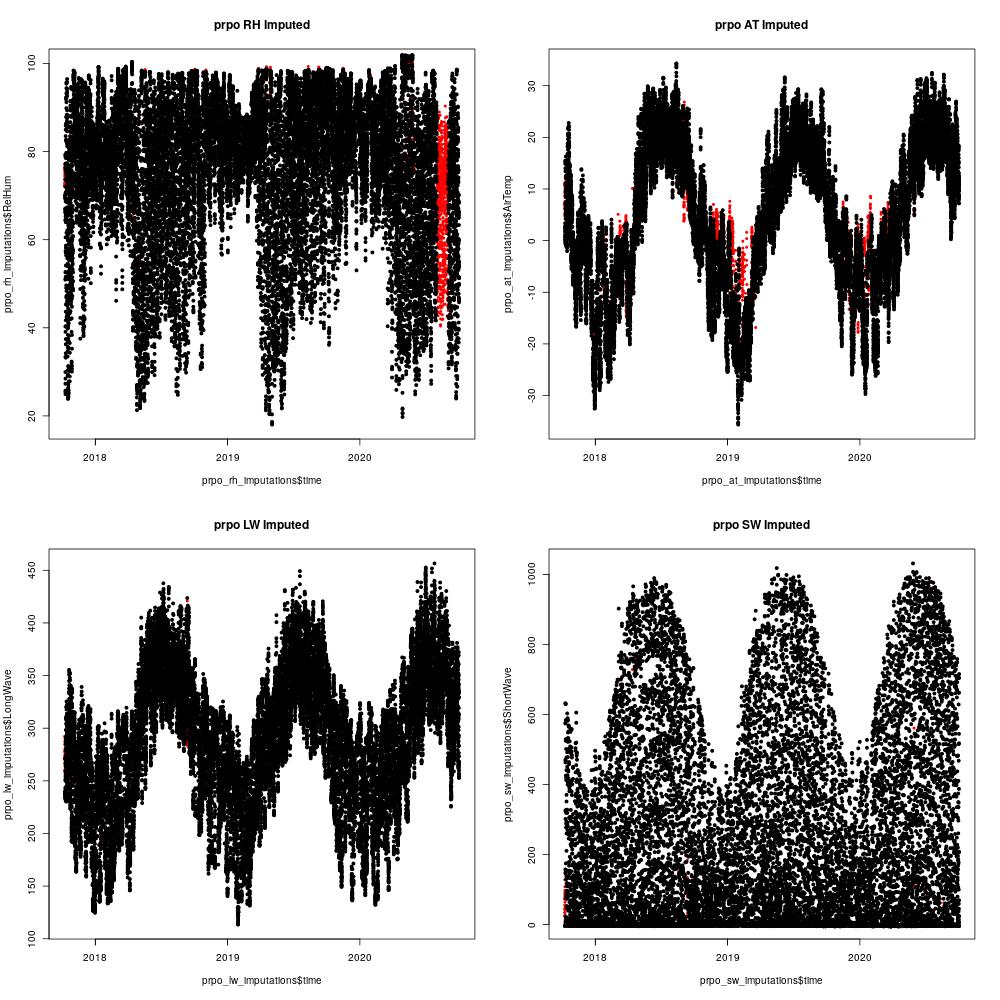 prpo RH Imputed
prpo_rh_imputations$RelHum
100
80
60
40
20
2018 2019 2020
prpo_rh_imputations$time
prpo AT Imputed
prpo_at_imputations$AirTemp
30
20
10
0
-10
-20
-30
2018 2019 2020
prpo_at_imputations$time
prpo LW Imputed
prpo_lw_imputations$LongWave
450
400
350
300
250
200
150
100
2018 2019 2020
prpo_lw_imputations$time
prpo SW Imputed
prpo_sw_imputations$ShortWave
1000
800
600
400
200
0
2018 2019 2020
prpo_sw_imputations$time